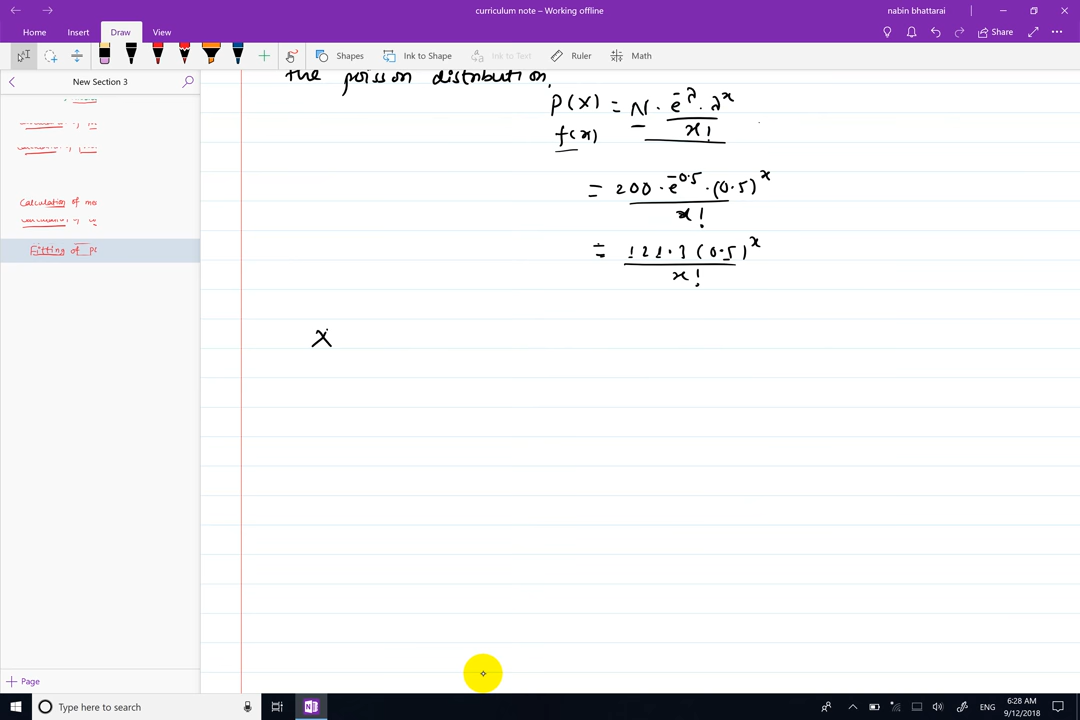 curriculum note – Working offline
nabin bhattarai
Home Insert Draw View
Share
Shapes Ink to Shape Ink to Text Ruler Math
New Section 3
the poisson distribution.
P(X) = N · e^-λ · λ^x / x!
f(x)
= 200 · e^-0.5 · (0.5)^x / x!
= 121.3 (0.5)^x / x!
Calculation of
Fitting of
X
Page
Type here to search
ENG
6:28 AM
9/12/2018